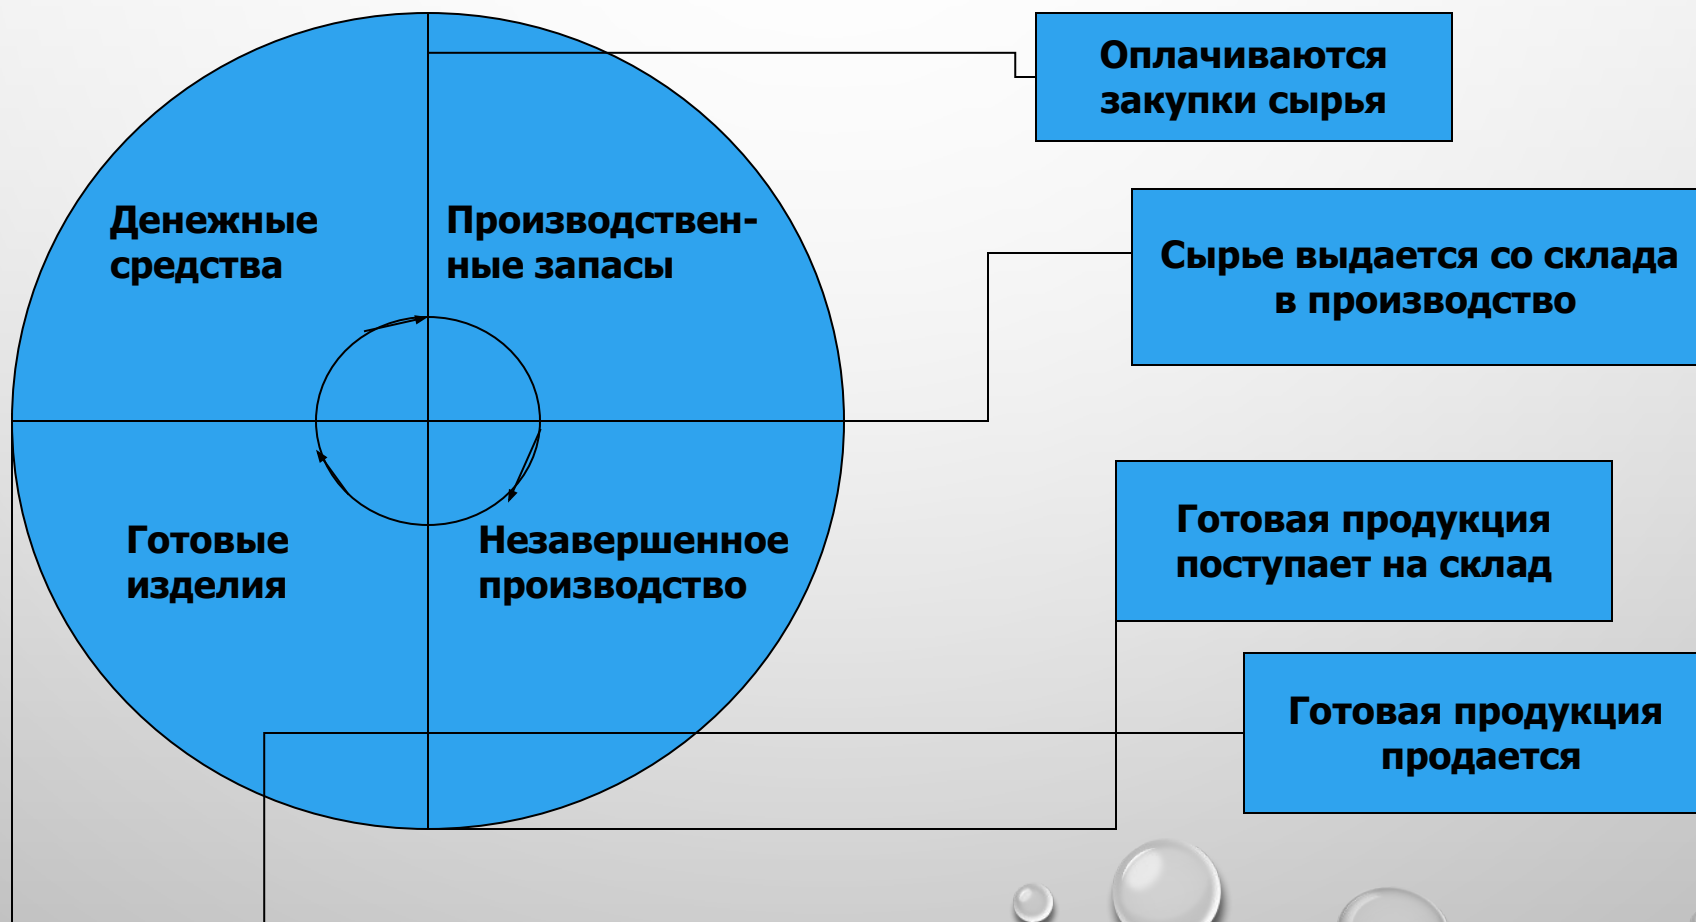 Оплачиваются
закупки сырья
Денежные
средства
Производствен-
ные запасы
Сырье выдается со склада
в производство
Готовые
изделия
Незавершенное
производство
Готовая продукция
поступает на склад
Готовая продукция
продается